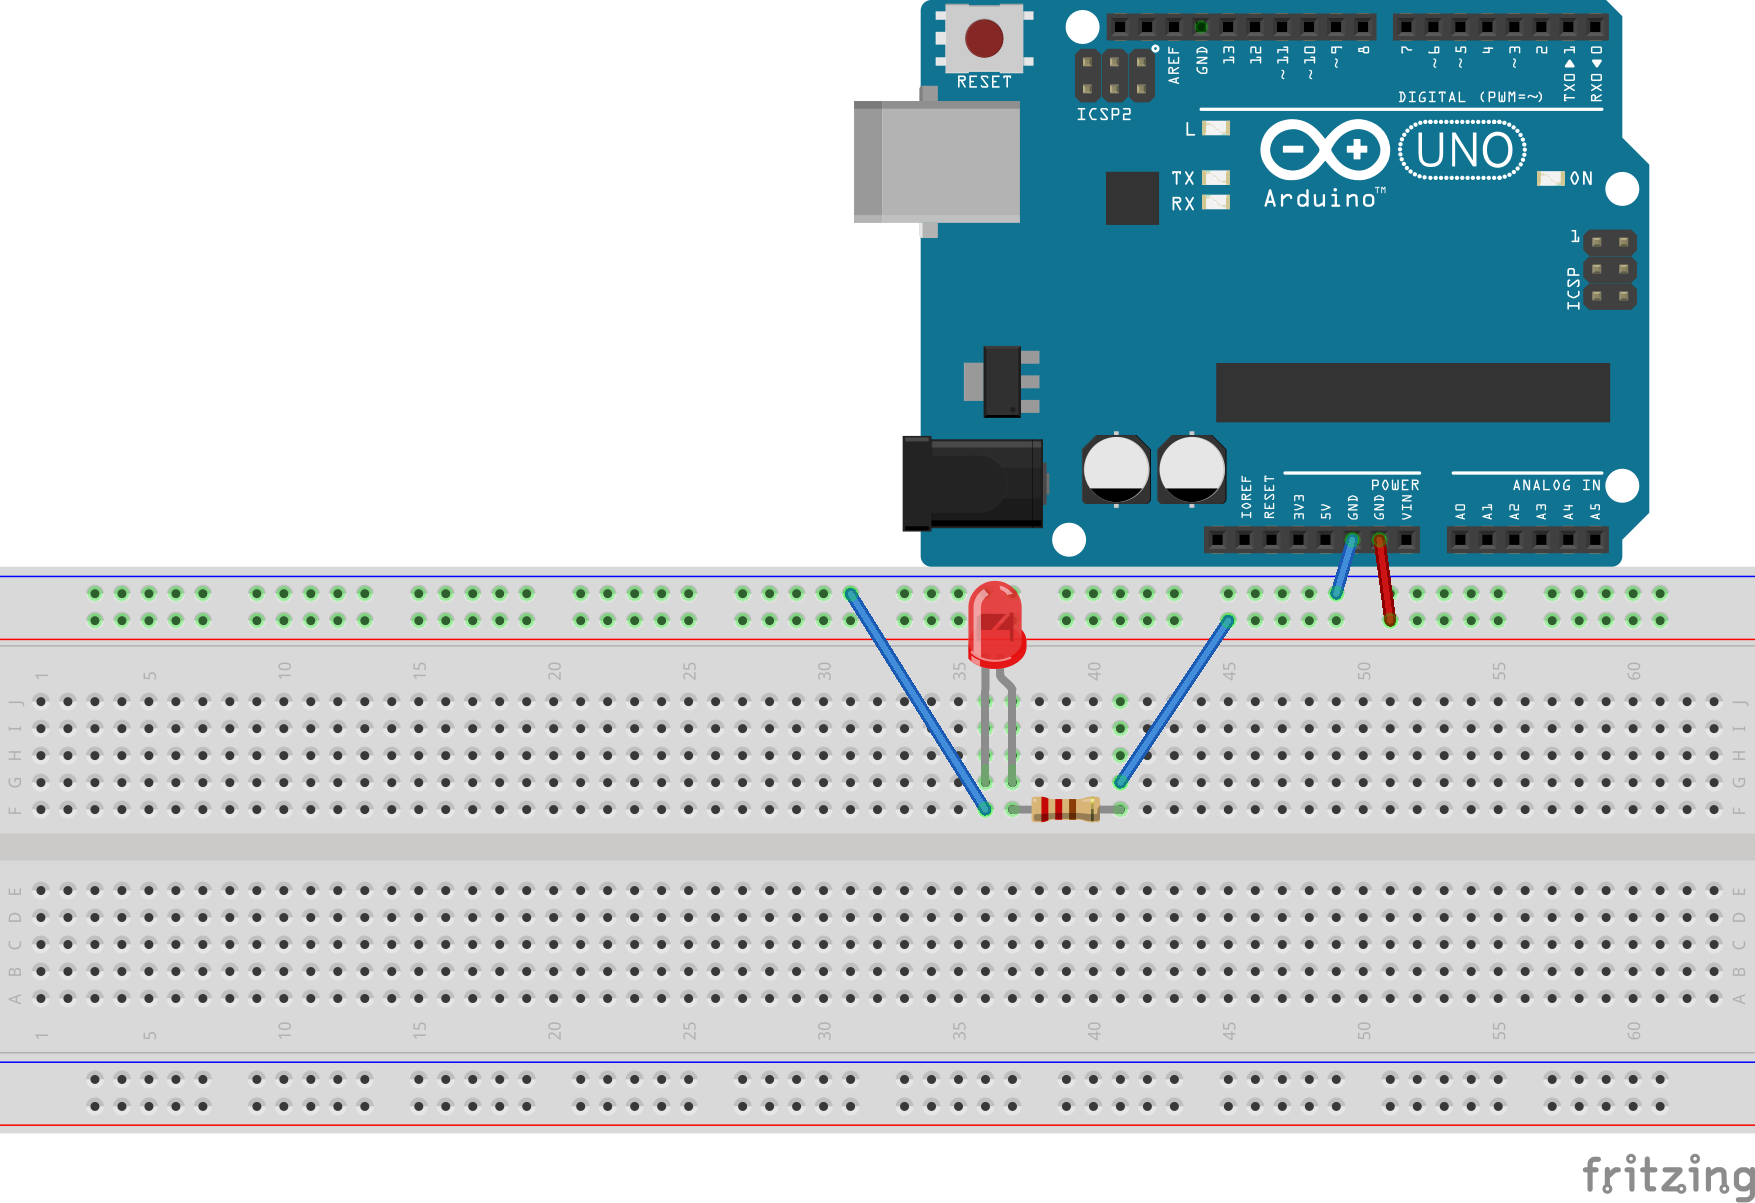 RESET
ICSP2
AREF
GND
13
12
~11
~10
~9
8
7
~6
~5
4
~3
2
TX0▶1
RX0◀0
DIGITAL (PWM=~)
L
TX
RX
Arduino™
UNO
ON
1
ICSP
IOREF
RESET
3V3
5V
GND
GND
VIN
POWER
ANALOG IN
A0
A1
A2
A3
A4
A5
1 5 10 15 20 25 30 35 40 45 50 55 60
J J
I I
H H
G G
F F
E E
D D
C C
B B
A A
1 5 10 15 20 25 30 35 40 45 50 55 60
fritzing